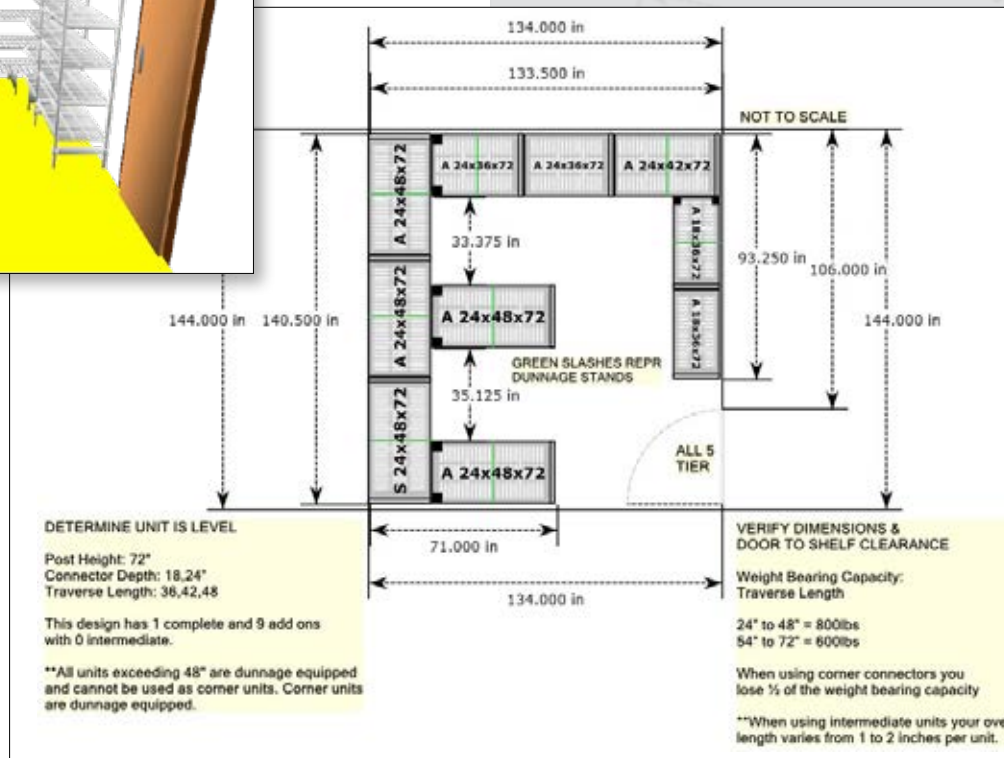 134.000 in
133.500 in
NOT TO SCALE
A 24x48x72
A 24x36x72
A 24x36x72
A 24x42x72
A 18x36x72
33.375 in
93.250 in
106.000 in
144.000 in
140.500 in
A 24x48x72
A 24x48x72
A 18x36x72
144.000 in
GREEN SLASHES REPR
DUNNAGE STANDS
35.125 in
S 24x48x72
A 24x48x72
ALL 5
TIER
71.000 in
134.000 in
DETERMINE UNIT IS LEVEL
Post Height: 72"
Connector Depth: 18,24"
Traverse Length: 36,42,48
This design has 1 complete and 9 add ons
with 0 intermediate.
**All units exceeding 48" are dunnage equipped
and cannot be used as corner units. Corner units
are dunnage equipped.
VERIFY DIMENSIONS &
DOOR TO SHELF CLEARANCE
Weight Bearing Capacity:
Traverse Length
24" to 48" = 800lbs
54" to 72" = 600lbs
When using corner connectors you
lose ½ of the weight bearing capacity
**When using intermediate units your ove
length varies from 1 to 2 inches per unit.